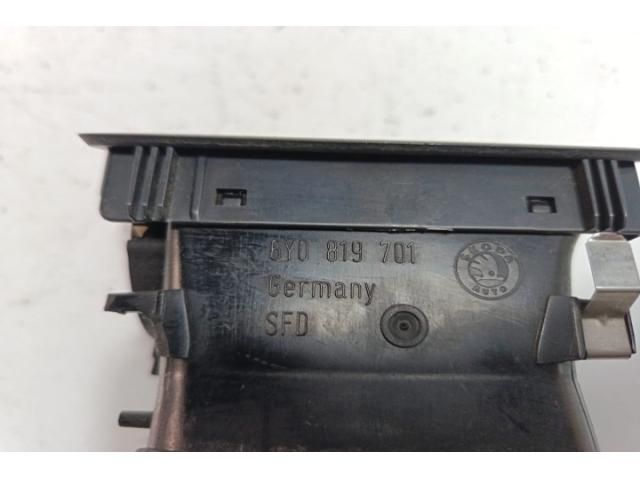 6Y0 819 701
Germany
SFD
SKODA
AUTO